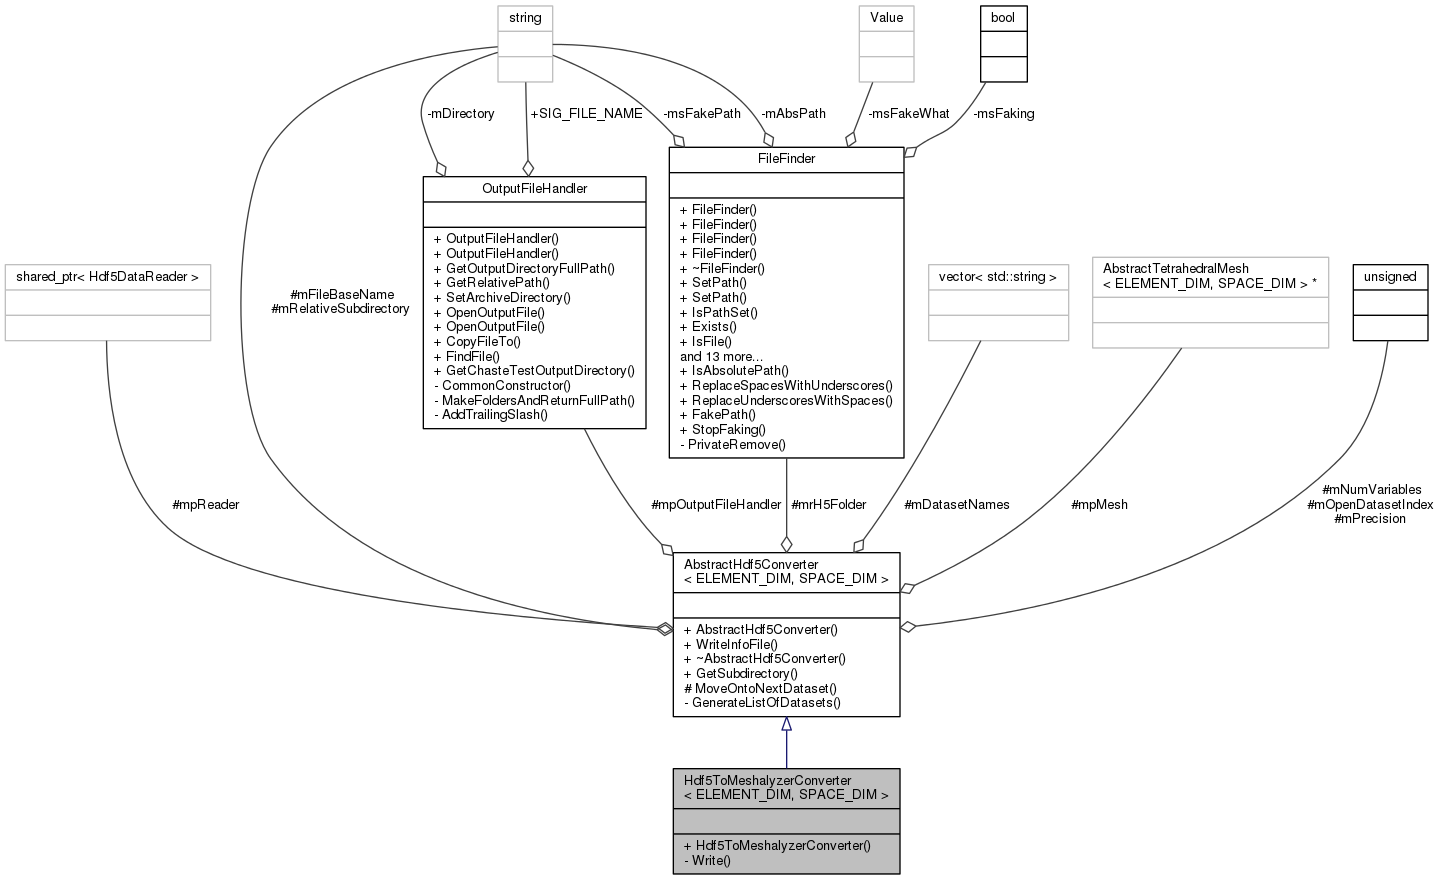 string
Value
bool
-mDirectory
+SIG_FILE_NAME
-msFakePath
-mAbsPath
-msFakeWhat
-msFaking
FileFinder
+ FileFinder()
+ FileFinder()
+ FileFinder()
+ FileFinder()
+ ~FileFinder()
+ SetPath()
+ SetPath()
+ IsPathSet()
+ Exists()
+ IsFile()
and 13 more...
+ IsAbsolutePath()
+ ReplaceSpacesWithUnderscores()
+ ReplaceUnderscoresWithSpaces()
+ FakePath()
+ StopFaking()
- PrivateRemove()
OutputFileHandler
+ OutputFileHandler()
+ OutputFileHandler()
+ GetOutputDirectoryFullPath()
+ GetRelativePath()
+ SetArchiveDirectory()
+ OpenOutputFile()
+ OpenOutputFile()
+ CopyFileTo()
+ FindFile()
+ GetChasteTestOutputDirectory()
- CommonConstructor()
- MakeFoldersAndReturnFullPath()
- AddTrailingSlash()
shared_ptr< Hdf5DataReader >
#mFileBaseName
#mRelativeSubdirectory
vector< std::string >
AbstractTetrahedralMesh
< ELEMENT_DIM, SPACE_DIM > *
unsigned
#mpReader
#mpOutputFileHandler
#mrH5Folder
#mDatasetNames
#mpMesh
#mNumVariables
#mOpenDatasetIndex
#mPrecision
AbstractHdf5Converter
< ELEMENT_DIM, SPACE_DIM >
+ AbstractHdf5Converter()
+ WriteInfoFile()
+ ~AbstractHdf5Converter()
+ GetSubdirectory()
# MoveOntoNextDataset()
- GenerateListOfDatasets()
Hdf5ToMeshalyzerConverter
< ELEMENT_DIM, SPACE_DIM >
+ Hdf5ToMeshalyzerConverter()
- Write()